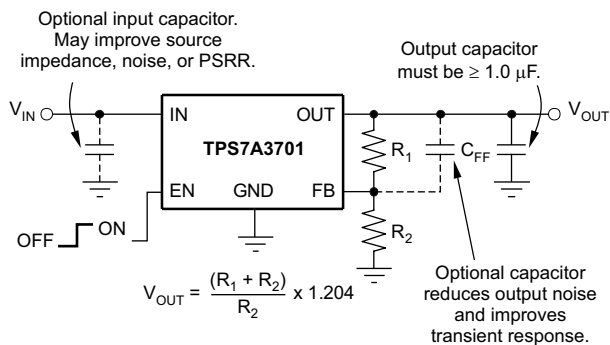 Optional input capacitor.
May improve source
impedance, noise, or PSRR.
Output capacitor
must be ≥ 1.0 μF.
V_IN
IN
OUT
V_OUT
TPS7A3701
R_1
C_FF
EN
GND
FB
OFF
ON
R_2
V_OUT = (R_1 + R_2) / R_2 x 1.204
Optional capacitor
reduces output noise
and improves
transient response.